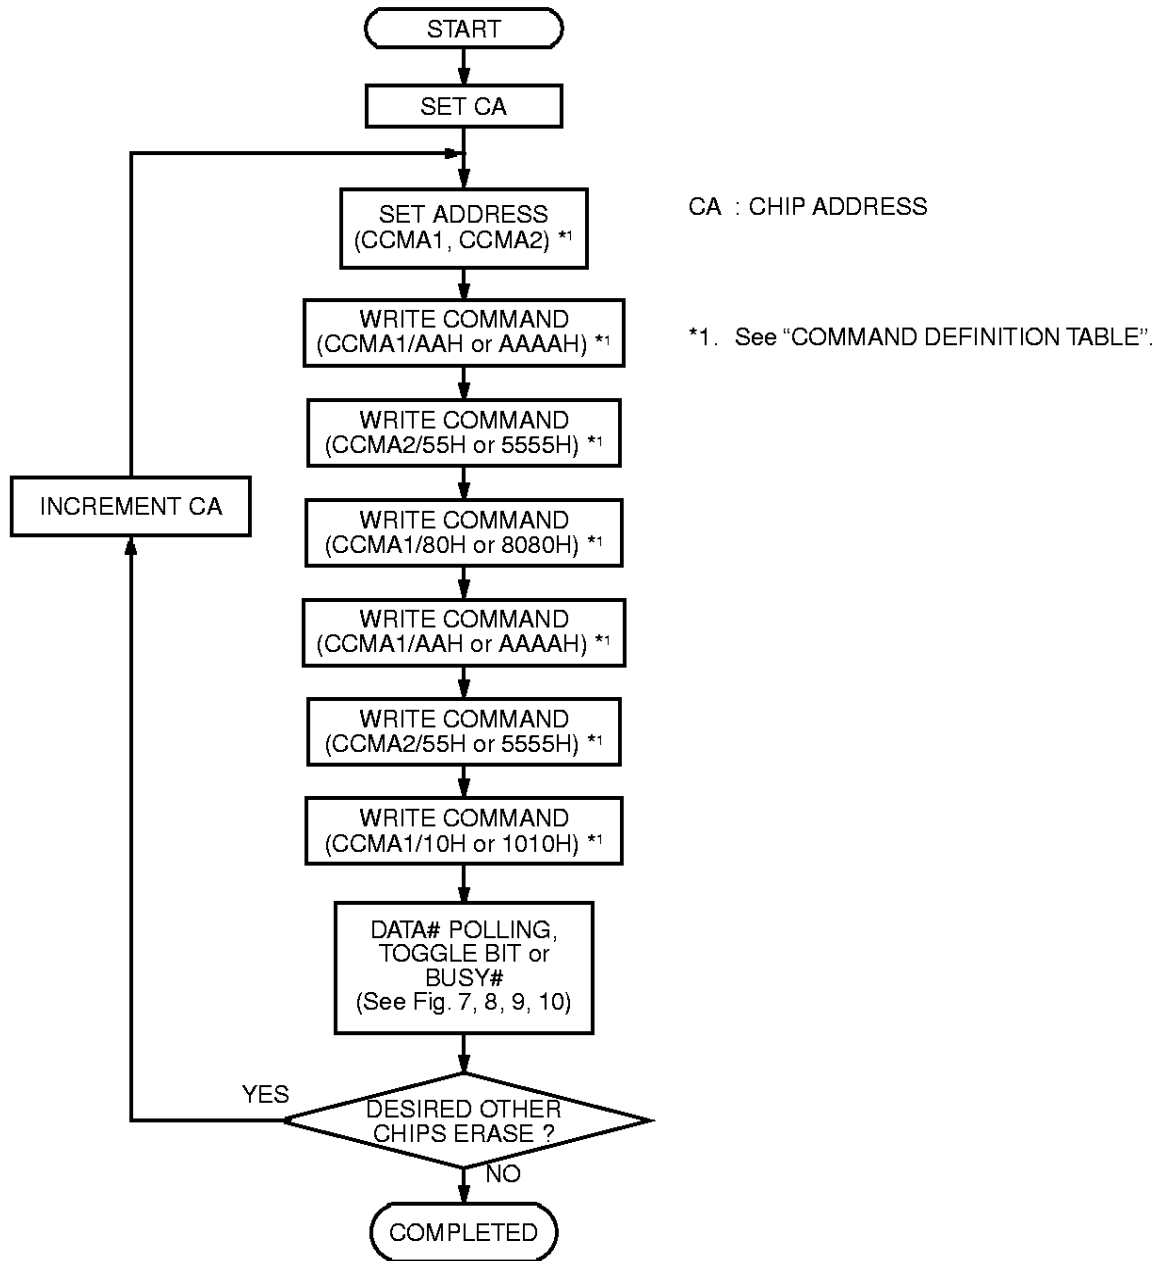 START
SET CA
SET ADDRESS
(CCMA1, CCMA2) *1
CA : CHIP ADDRESS
WRITE COMMAND
(CCMA1/AAH or AAAAH) *1
*1. See “COMMAND DEFINITION TABLE”.
WRITE COMMAND
(CCMA2/55H or 5555H) *1
INCREMENT CA
WRITE COMMAND
(CCMA1/80H or 8080H) *1
WRITE COMMAND
(CCMA1/AAH or AAAAH) *1
WRITE COMMAND
(CCMA2/55H or 5555H) *1
WRITE COMMAND
(CCMA1/10H or 1010H) *1
DATA# POLLING,
TOGGLE BIT or
BUSY#
(See Fig. 7, 8, 9, 10)
YES
DESIRED OTHER
CHIPS ERASE ?
NO
COMPLETED